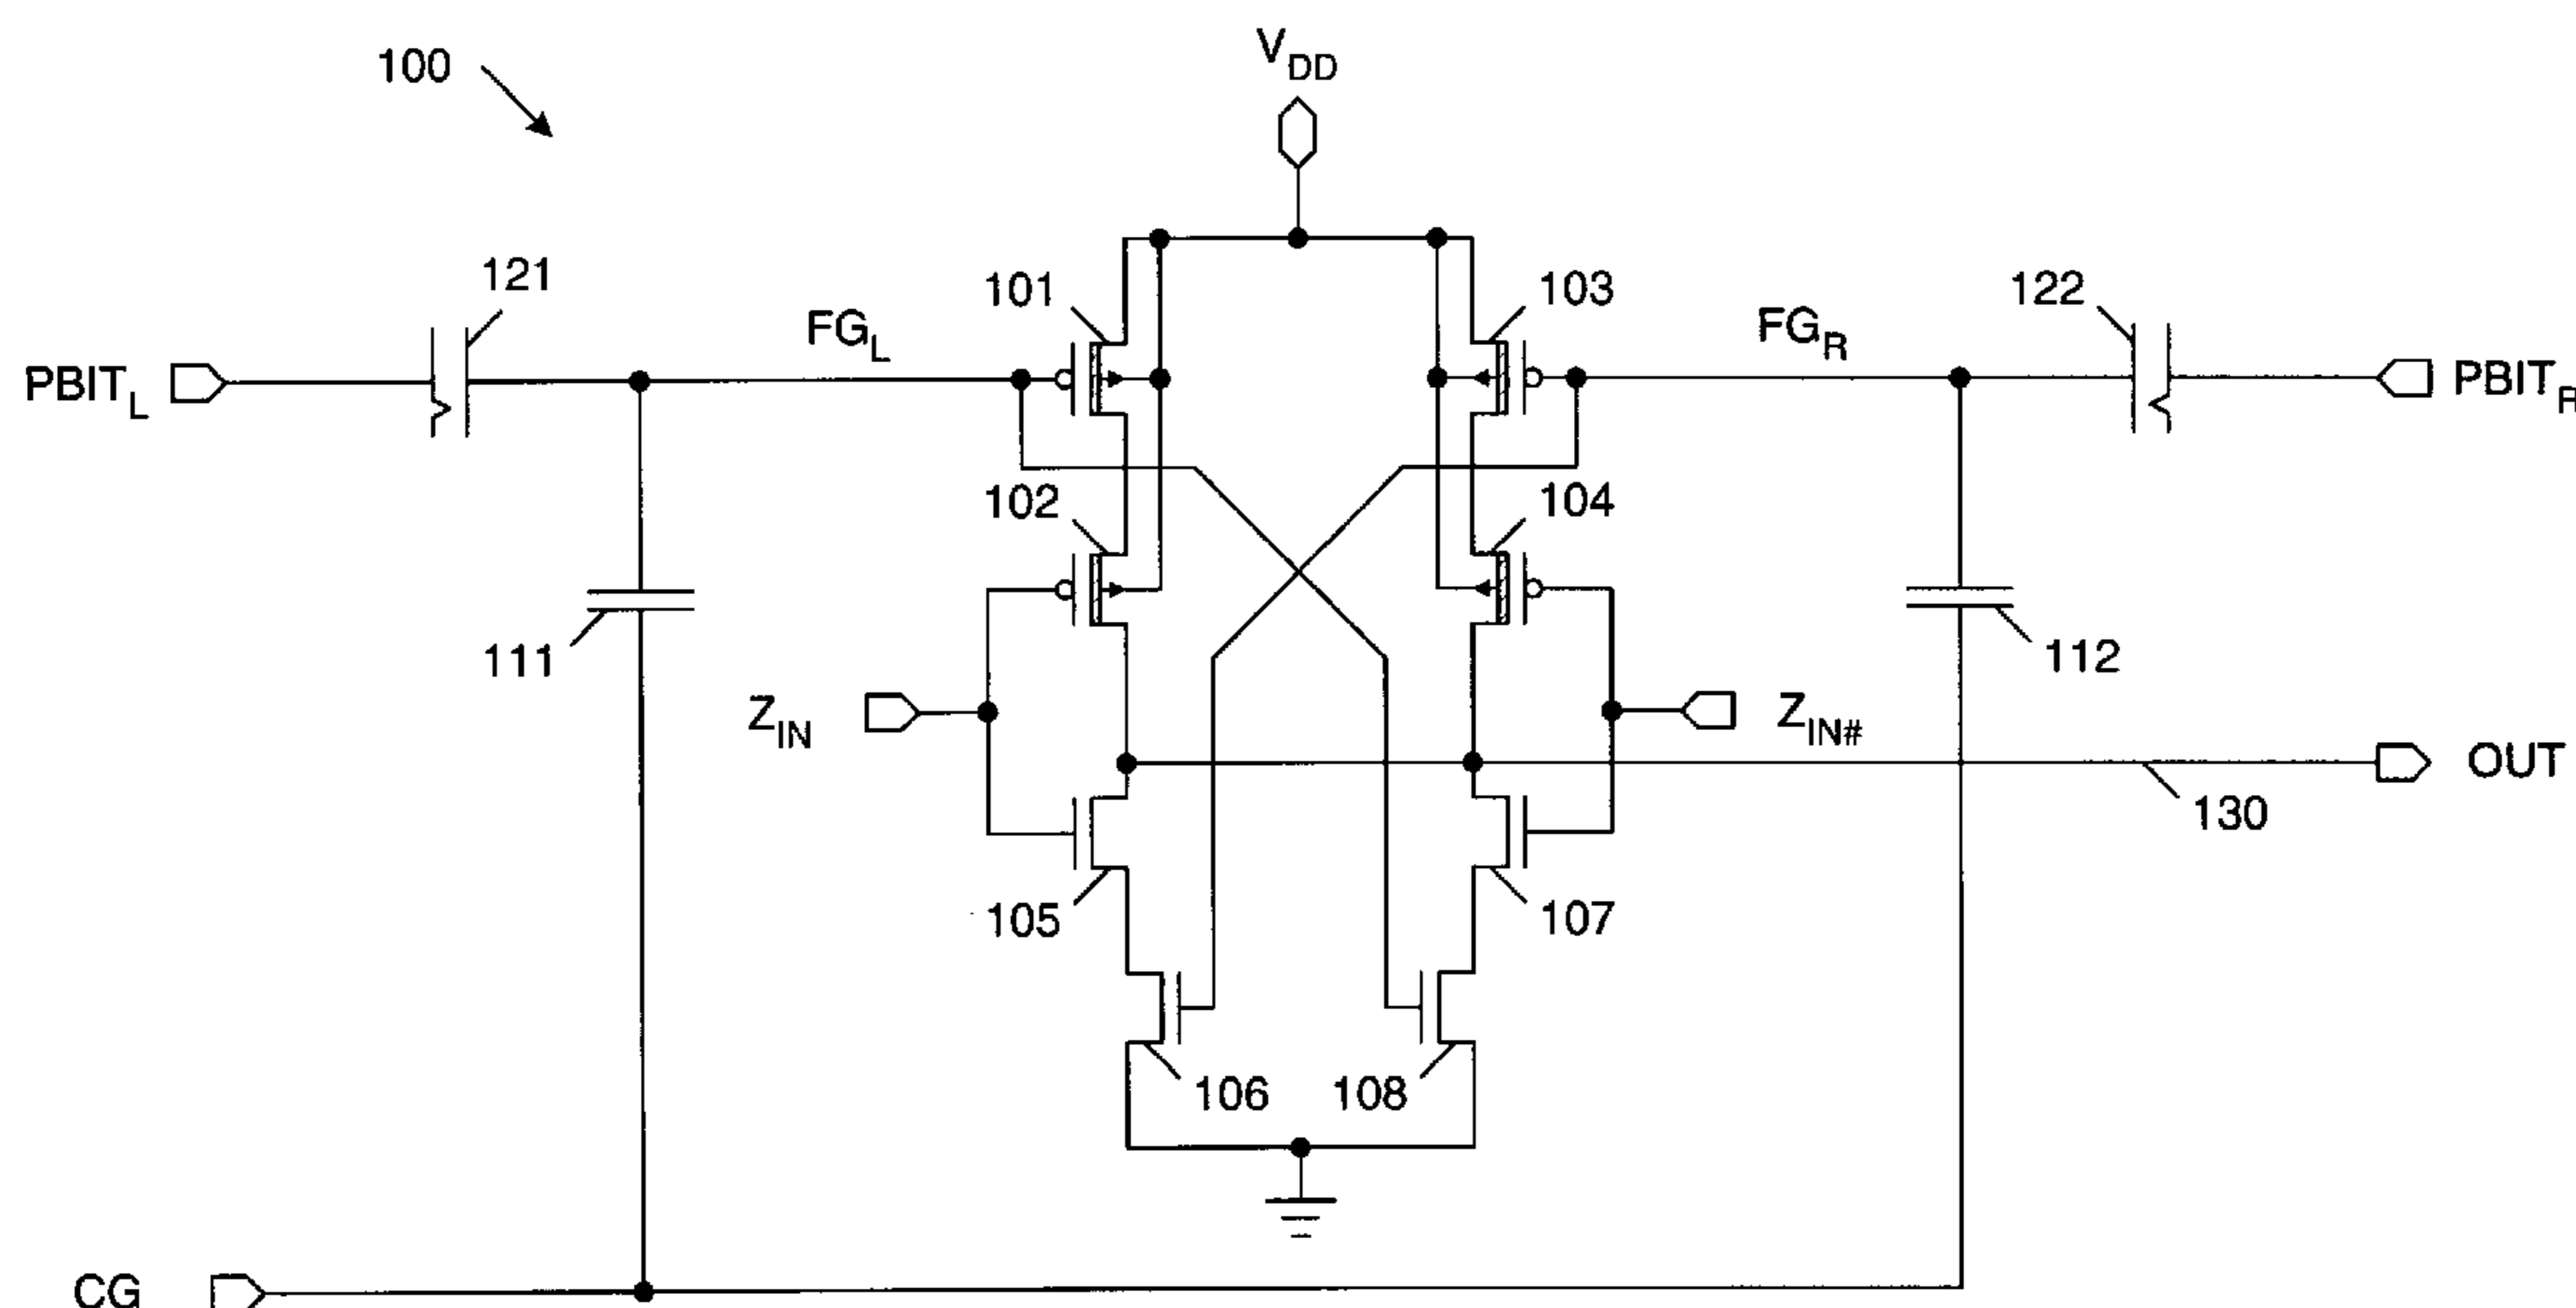 100
V_DD
121
101
103
122
FG_L
FG_R
PBIT_L
PBIT_R
102
104
111
112
Z_IN
Z_IN#
OUT
130
105
107
106
108
CG